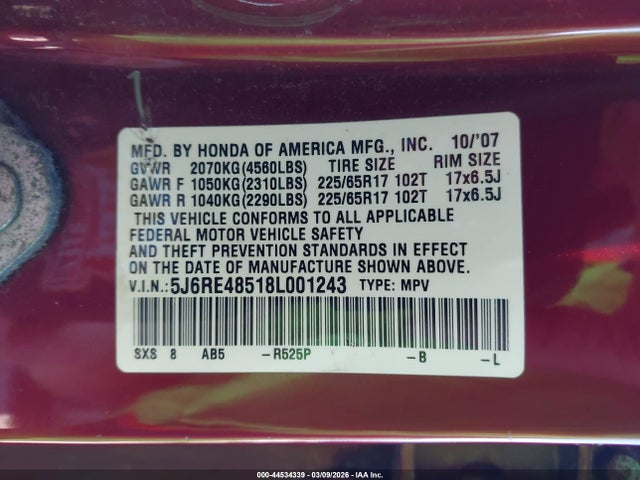 MFD. BY HONDA OF AMERICA MFG., INC. 10/'07
GVWR 2070KG(4560LBS) TIRE SIZE RIM SIZE
GAWR F 1050KG(2310LBS) 225/65R17 102T 17x6.5J
GAWR R 1040KG(2290LBS) 225/65R17 102T 17x6.5J
THIS VEHICLE CONFORMS TO ALL APPLICABLE
FEDERAL MOTOR VEHICLE SAFETY
AND THEFT PREVENTION STANDARDS IN EFFECT
ON THE DATE OF MANUFACTURE SHOWN ABOVE.
V.I.N.:5J6RE48518L001243 TYPE: MPV
SXS 8 AB5 -R525P -B -L
000-44534339 | 03/09/2026 | IAA Inc.